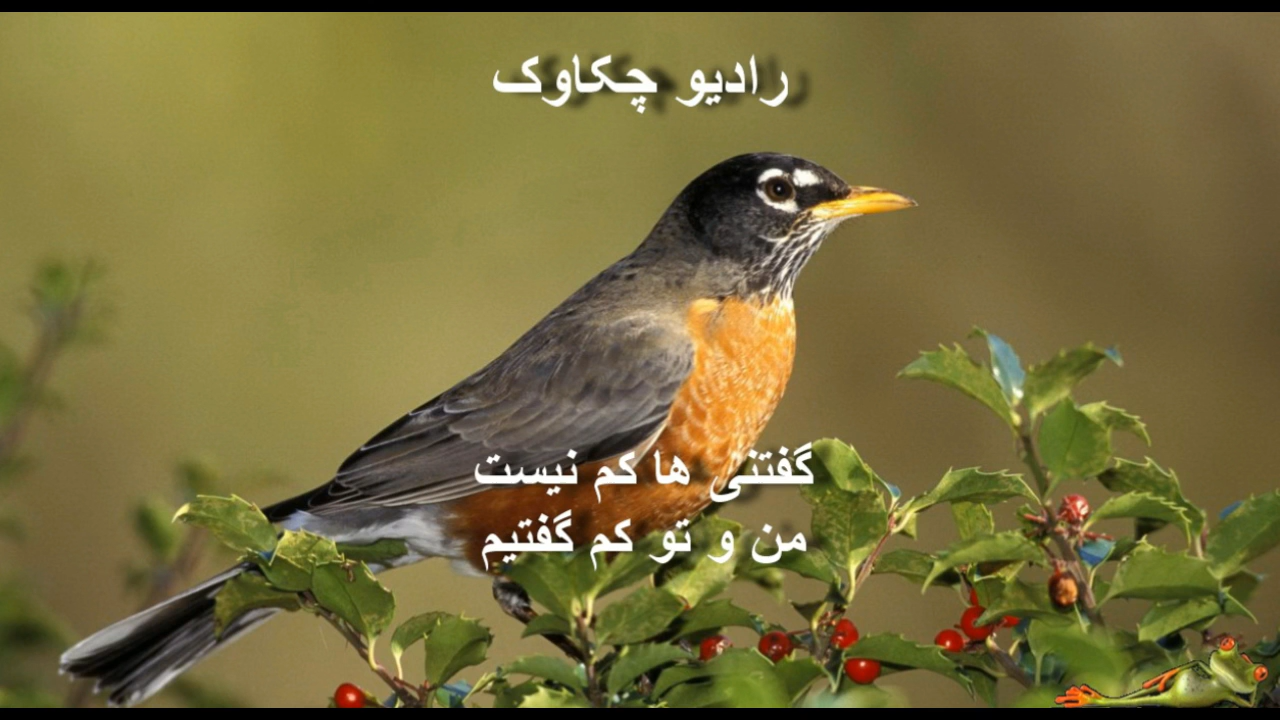 رادیو چکاوک
گفتنی ها کم نیست
من و تو کم گفتیم